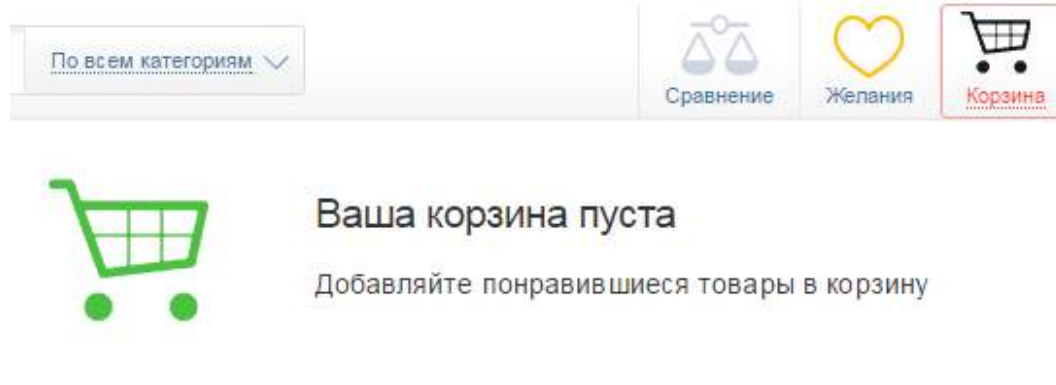 По всем категориям
Сравнение
Желания
Корзина
Ваша корзина пуста
Добавляйте понравившиеся товары в корзину